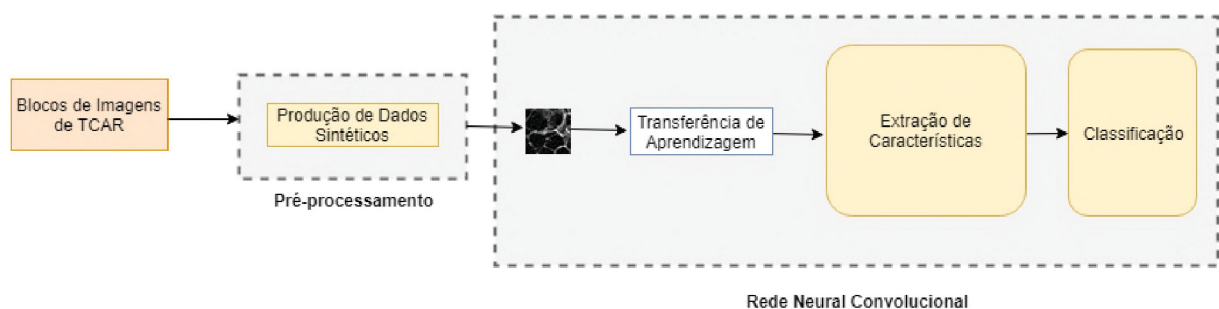 Blocos de Imagens
de TCAR
Produção de Dados
Sintéticos
Pré-processamento
Transferência de
Aprendizagem
Extração de
Características
Classificação
Rede Neural Convolucional